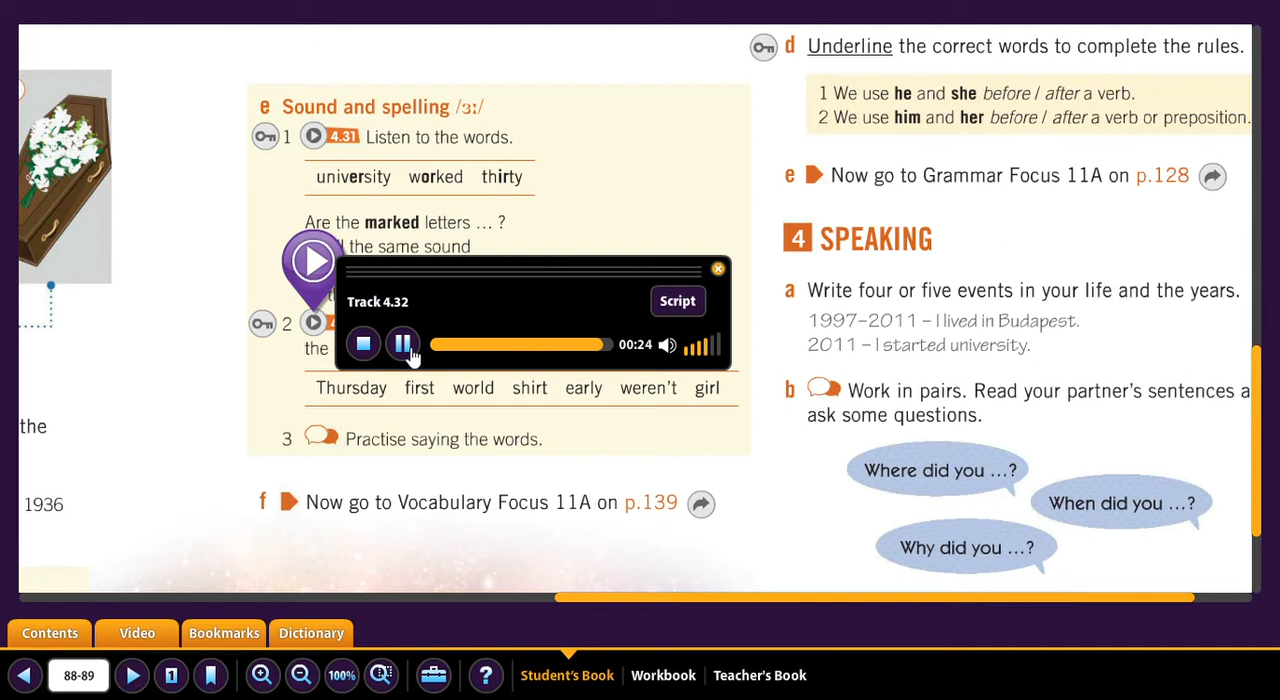 the
1936
e Sound and spelling /ɜː/
1 4.31 Listen to the words.
university worked thirty
Are the marked letters … ?
the same sound
Track 4.32
Script
00:24
2
the
Thursday first world shirt early weren't girl
3 Practise saying the words.
f Now go to Vocabulary Focus 11A on p.139
d Underline the correct words to complete the rules.
1 We use he and she before / after a verb.
2 We use him and her before / after a verb or preposition.
e Now go to Grammar Focus 11A on p.128
4 SPEAKING
a Write four or five events in your life and the years.
1997–2011 – I lived in Budapest.
2011 – I started university.
b Work in pairs. Read your partner's sentences a
ask some questions.
Where did you …?
When did you …?
Why did you …?
Contents Video Bookmarks Dictionary
88-89 1 100% ? Student's Book Workbook Teacher's Book